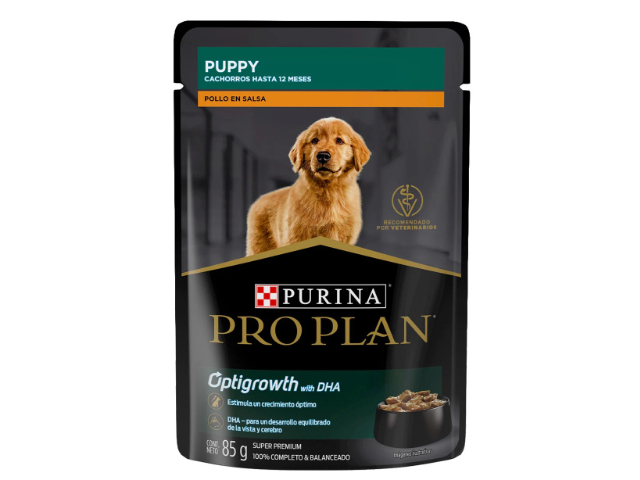 PUPPY
CACHORROS HASTA 12 MESES
POLLO EN SALSA
RECOMENDADO
POR VETERINARIOS
PURINA®
PRO PLAN®
Optigrowth with DHA
Estimula un crecimiento óptimo
DHA – para un desarrollo equilibrado
de la vista y cerebro
CONT.
NETO 85 g
SUPER PREMIUM
100% COMPLETO & BALANCEADO
Imagen ilustrativa